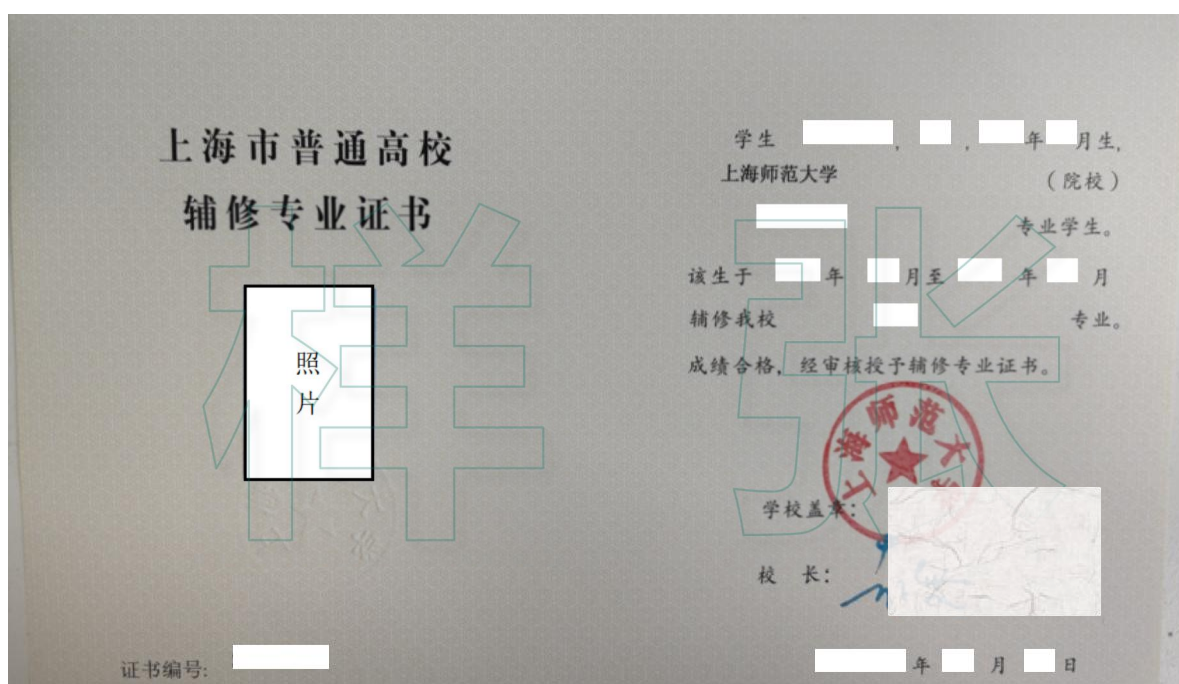 上海市普通高校
辅修专业证书
照
片
证书编号:
学生 , , 年 月生,
上海师范大学 (院校)
专业学生。
该生于 年 月至 年 月
辅修我校 专业。
成绩合格, 经审核授予辅修专业证书。
上海师范大学
学校盖章:
校 长:
年 月 日
样张